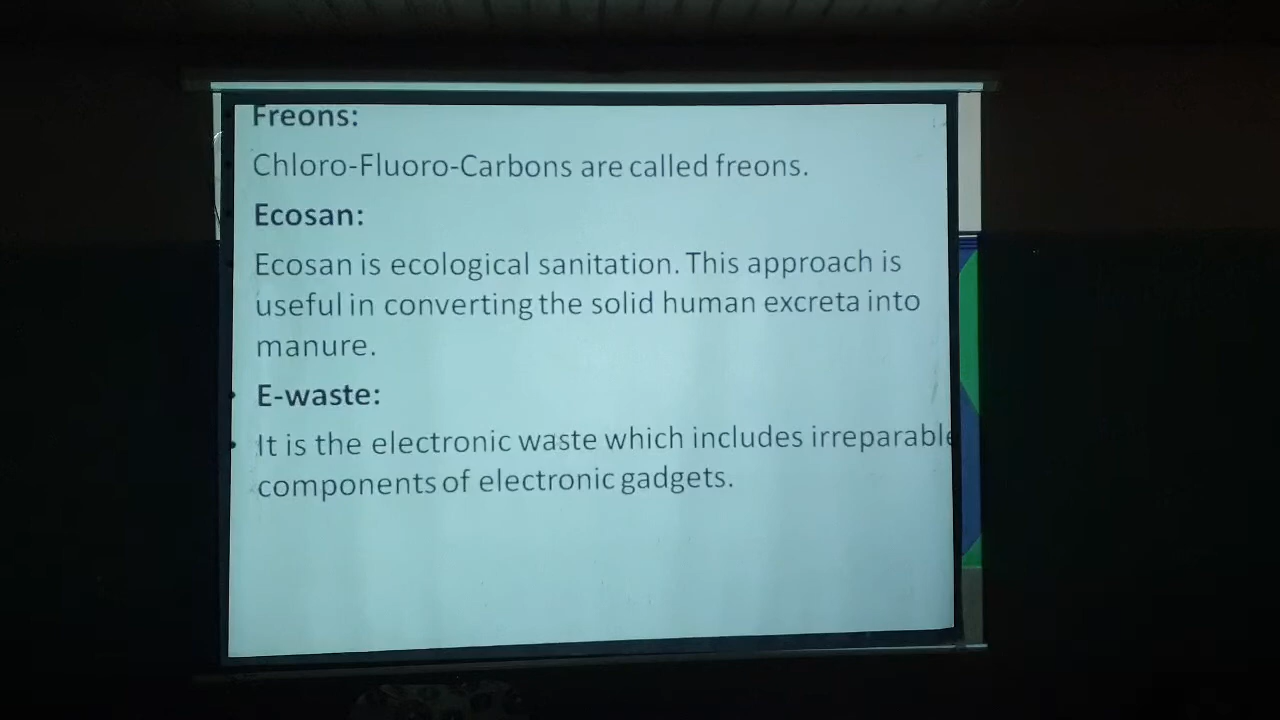 Freons:
Chloro-Fluoro-Carbons are called freons.
Ecosan:
Ecosan is ecological sanitation. This approach is
useful in converting the solid human excreta into
manure.
E-waste:
It is the electronic waste which includes irreparable
components of electronic gadgets.